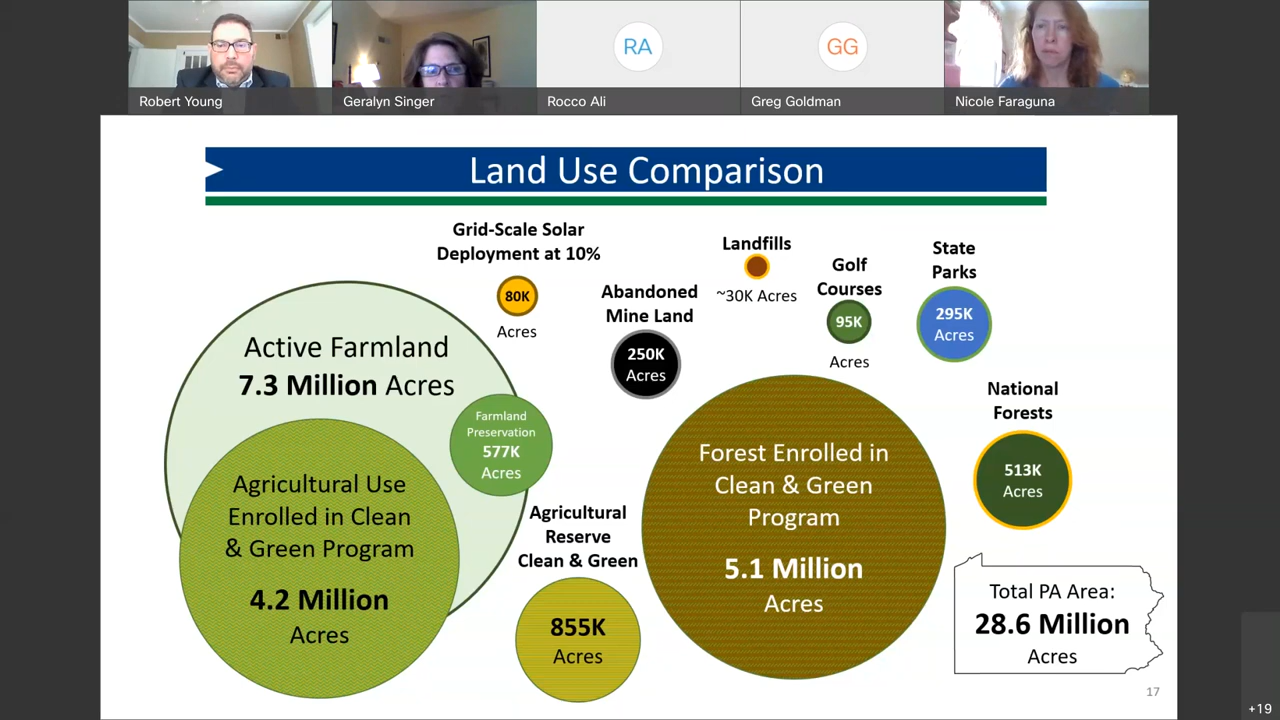 RA
GG
Robert Young
Geralyn Singer
Rocco Ali
Greg Goldman
Nicole Faraguna
Land Use Comparison
Grid-Scale Solar
Deployment at 10%
80K
Acres
Landfills
~30K Acres
Golf
Courses
95K
Acres
State
Parks
295K
Acres
Abandoned
Mine Land
250K
Acres
Active Farmland
7.3 Million Acres
Farmland
Preservation
577K
Acres
National
Forests
513K
Acres
Agricultural Use
Enrolled in Clean
& Green Program
4.2 Million
Acres
Agricultural
Reserve
Clean & Green
855K
Acres
Forest Enrolled in
Clean & Green
Program
5.1 Million
Acres
Total PA Area:
28.6 Million
Acres
17
+19